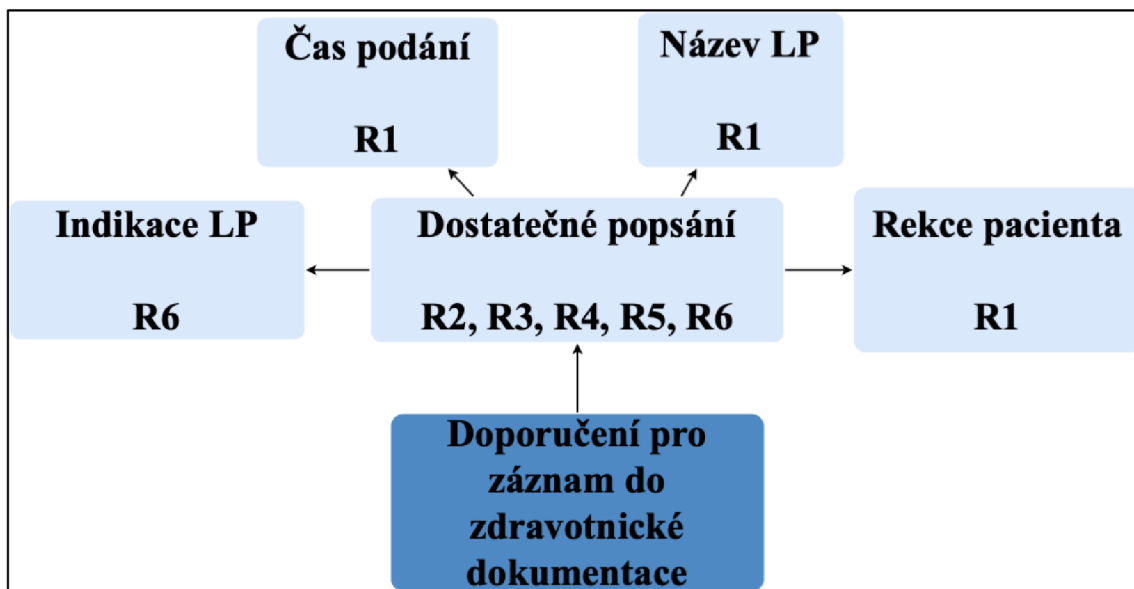 Čas podání
R1
Název LP
R1
Indikace LP
R6
Dostatečné popsání
R2, R3, R4, R5, R6
Rekce pacienta
R1
Doporučení pro
záznam do
zdravotnické
dokumentace